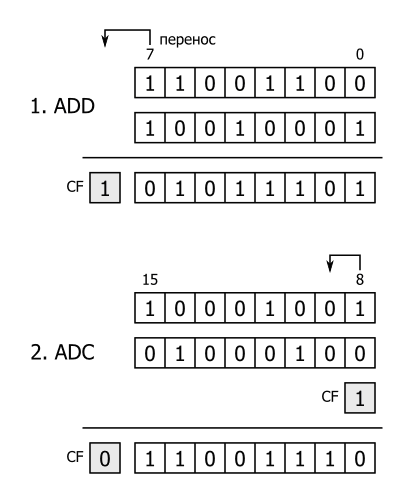 перенос
7 0
1 1 0 0 1 1 0 0
1. ADD
1 0 0 1 0 0 0 1
CF 1 0 1 0 1 1 1 0 1
15 8
1 0 0 0 1 0 0 1
2. ADC
0 1 0 0 0 1 0 0
CF 1
CF 0 1 1 0 0 1 1 1 0